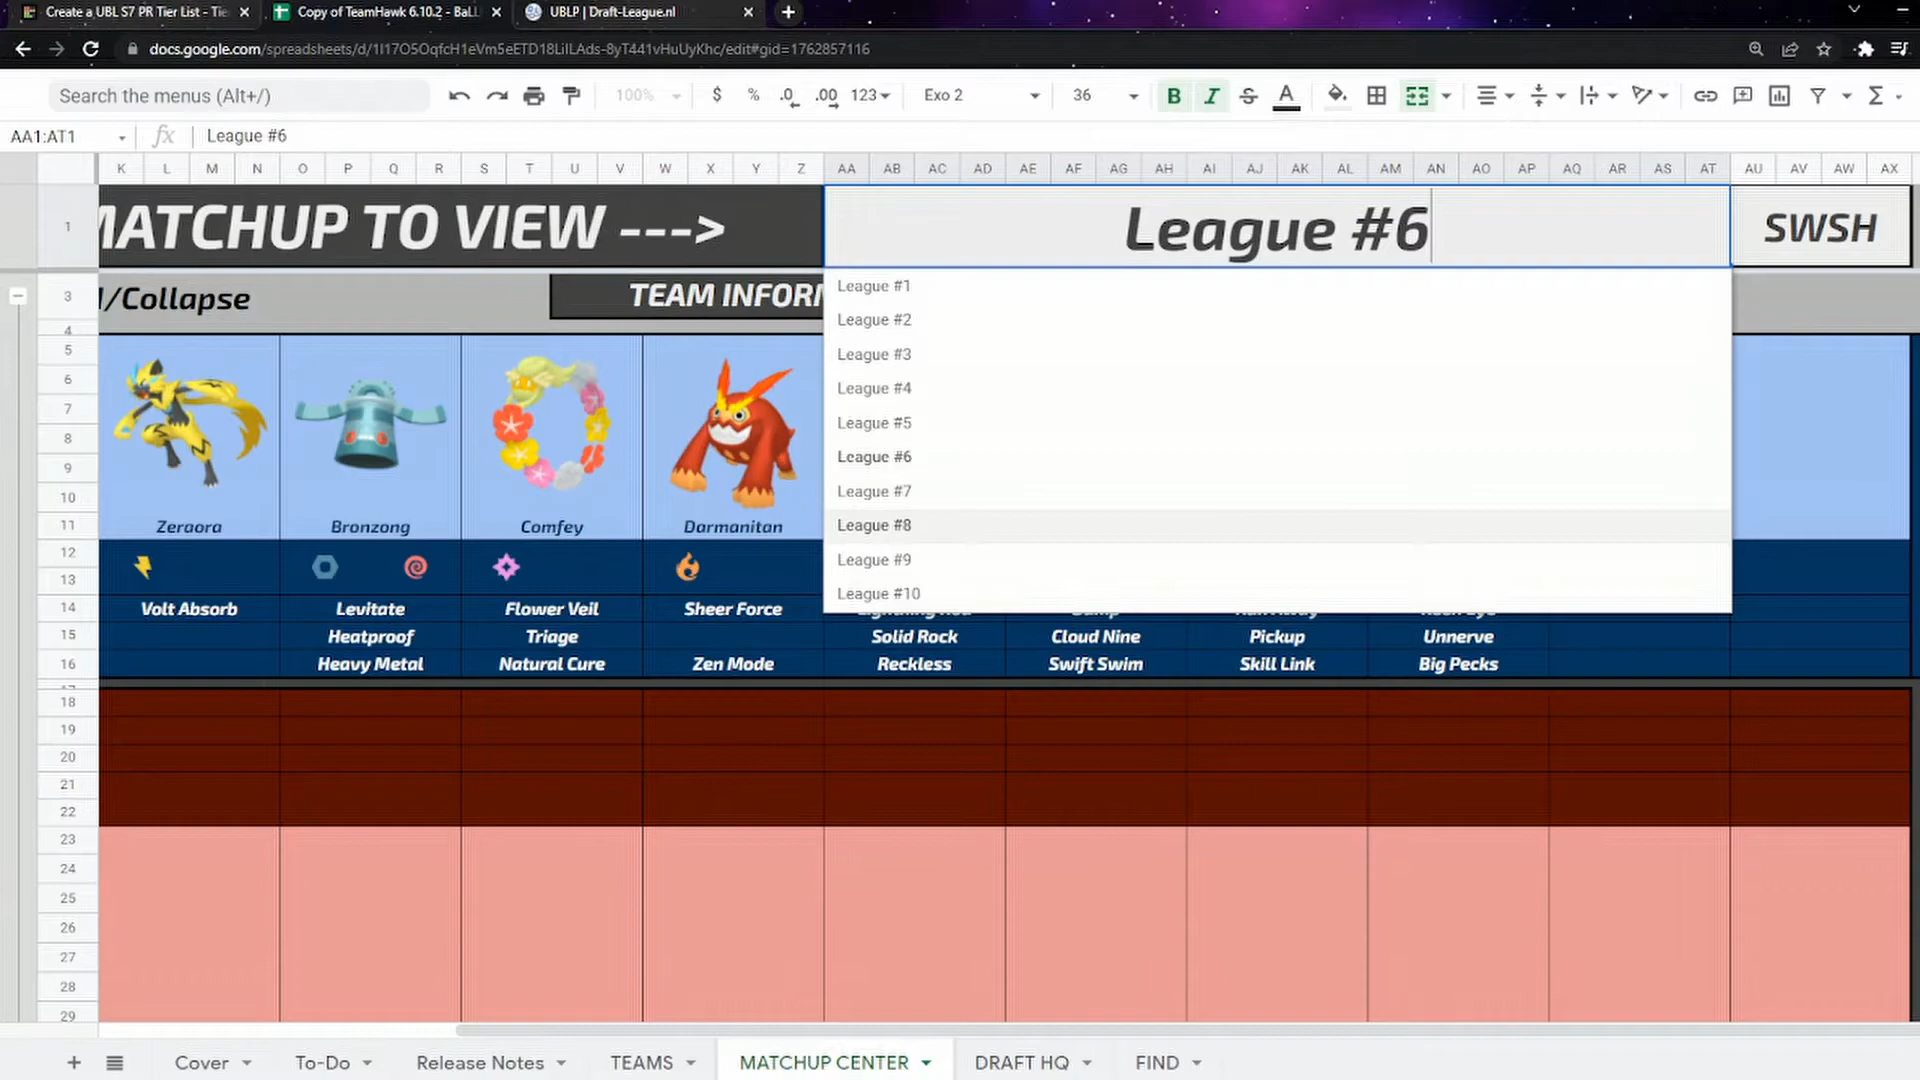 Create a UBL S7 PR Tier List - Tie
Copy of TeamHawk 6.10.2 - BaLL
UBLP | Draft-League.nl
docs.google.com/spreadsheets/d/1I17O5OqfcH1eVm5eETD18LiILAds-8yT441vHuUyKhc/edit#gid=1762857116
Search the menus (Alt+/)
100%
$ % .0 .00 123
Exo 2
36
AA1:AT1
fx
League #6
K L M N O P Q R S T U V W X Y Z AA AB AC AD AE AF AG AH AI AJ AK AL AM AN AO AP AQ AR AS AT AU AV AW AX
1
MATCHUP TO VIEW --->
League #6
SWSH
3
/Collapse
TEAM INFOR
4
5
6
7
8
9
10
11
Zeraora
Bronzong
Comfey
Darmanitan
League #1
League #2
League #3
League #4
League #5
League #6
League #7
League #8
League #9
League #10
12
13
14
Volt Absorb
Levitate
Flower Veil
Sheer Force
15
Heatproof
Triage
Solid Rock
Cloud Nine
Pickup
Unnerve
16
Heavy Metal
Natural Cure
Zen Mode
Reckless
Swift Swim
Skill Link
Big Pecks
18
19
20
21
22
23
24
25
26
27
28
29
Cover
To-Do
Release Notes
TEAMS
MATCHUP CENTER
DRAFT HQ
FIND